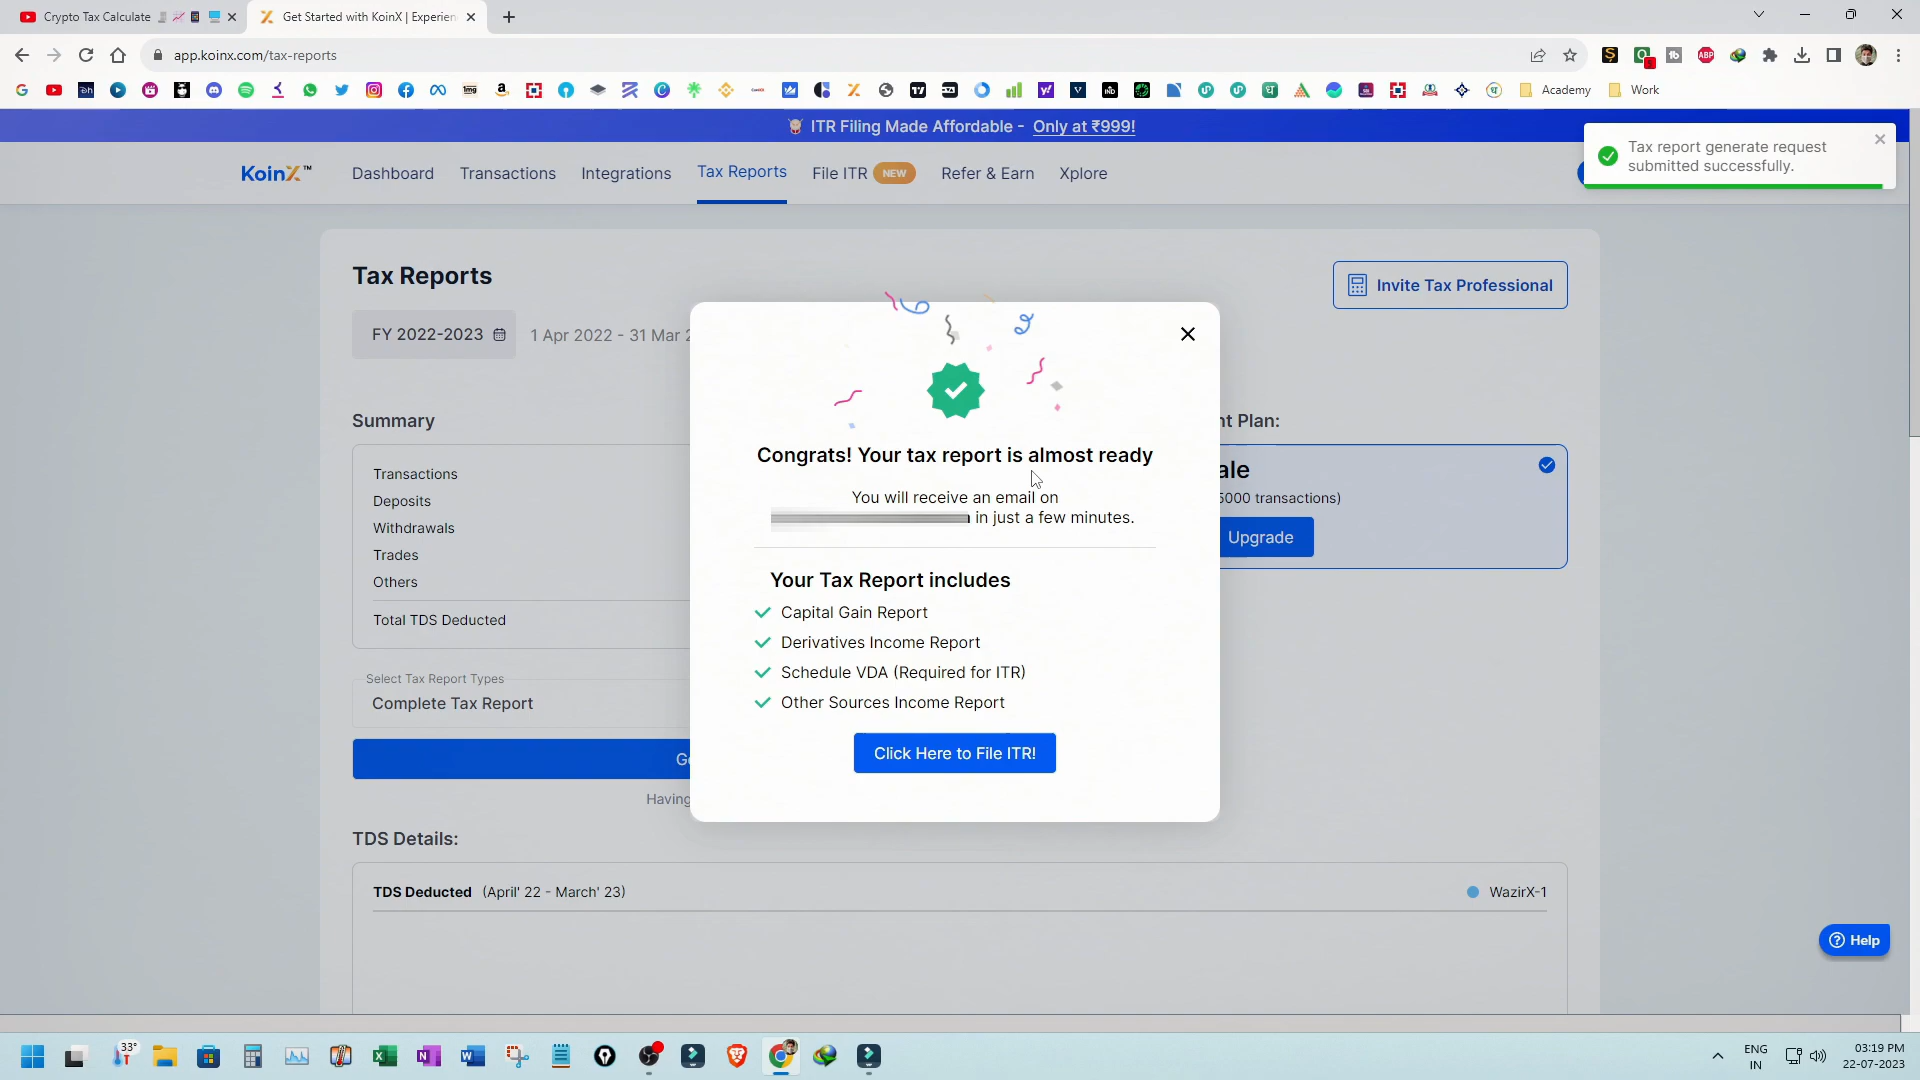 Crypto Tax Calculate
Get Started with KoinX | Experien
app.koinx.com/tax-reports
Academy
Work
ITR Filing Made Affordable - Only at ₹999!
KoinX™
Dashboard
Transactions
Integrations
Tax Reports
File ITR NEW
Refer & Earn
Xplore
Tax report generate request
submitted successfully.
Tax Reports
Invite Tax Professional
FY 2022-2023
1 Apr 2022 - 31 Mar 2
Summary
Transactions
Deposits
Withdrawals
Trades
Others
Total TDS Deducted
Select Tax Report Types
Complete Tax Report
Ge
Having
nt Plan:
ale
5000 transactions)
Upgrade
Congrats! Your tax report is almost ready
You will receive an email on
in just a few minutes.
Your Tax Report includes
Capital Gain Report
Derivatives Income Report
Schedule VDA (Required for ITR)
Other Sources Income Report
Click Here to File ITR!
TDS Details:
TDS Deducted (April' 22 - March' 23)
WazirX-1
Help
33°
ENG
IN
03:19 PM
22-07-2023